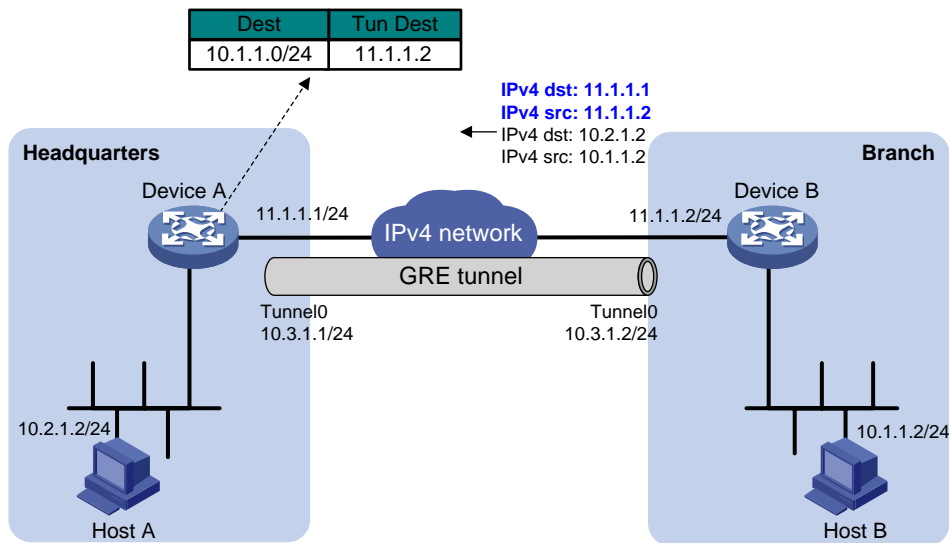 Dest Tun Dest
10.1.1.0/24 11.1.1.2
IPv4 dst: 11.1.1.1
IPv4 src: 11.1.1.2
IPv4 dst: 10.2.1.2
IPv4 src: 10.1.1.2
Headquarters
Branch
Device A
Device B
11.1.1.1/24
IPv4 network
11.1.1.2/24
GRE tunnel
Tunnel0
10.3.1.1/24
Tunnel0
10.3.1.2/24
10.2.1.2/24
10.1.1.2/24
Host A
Host B